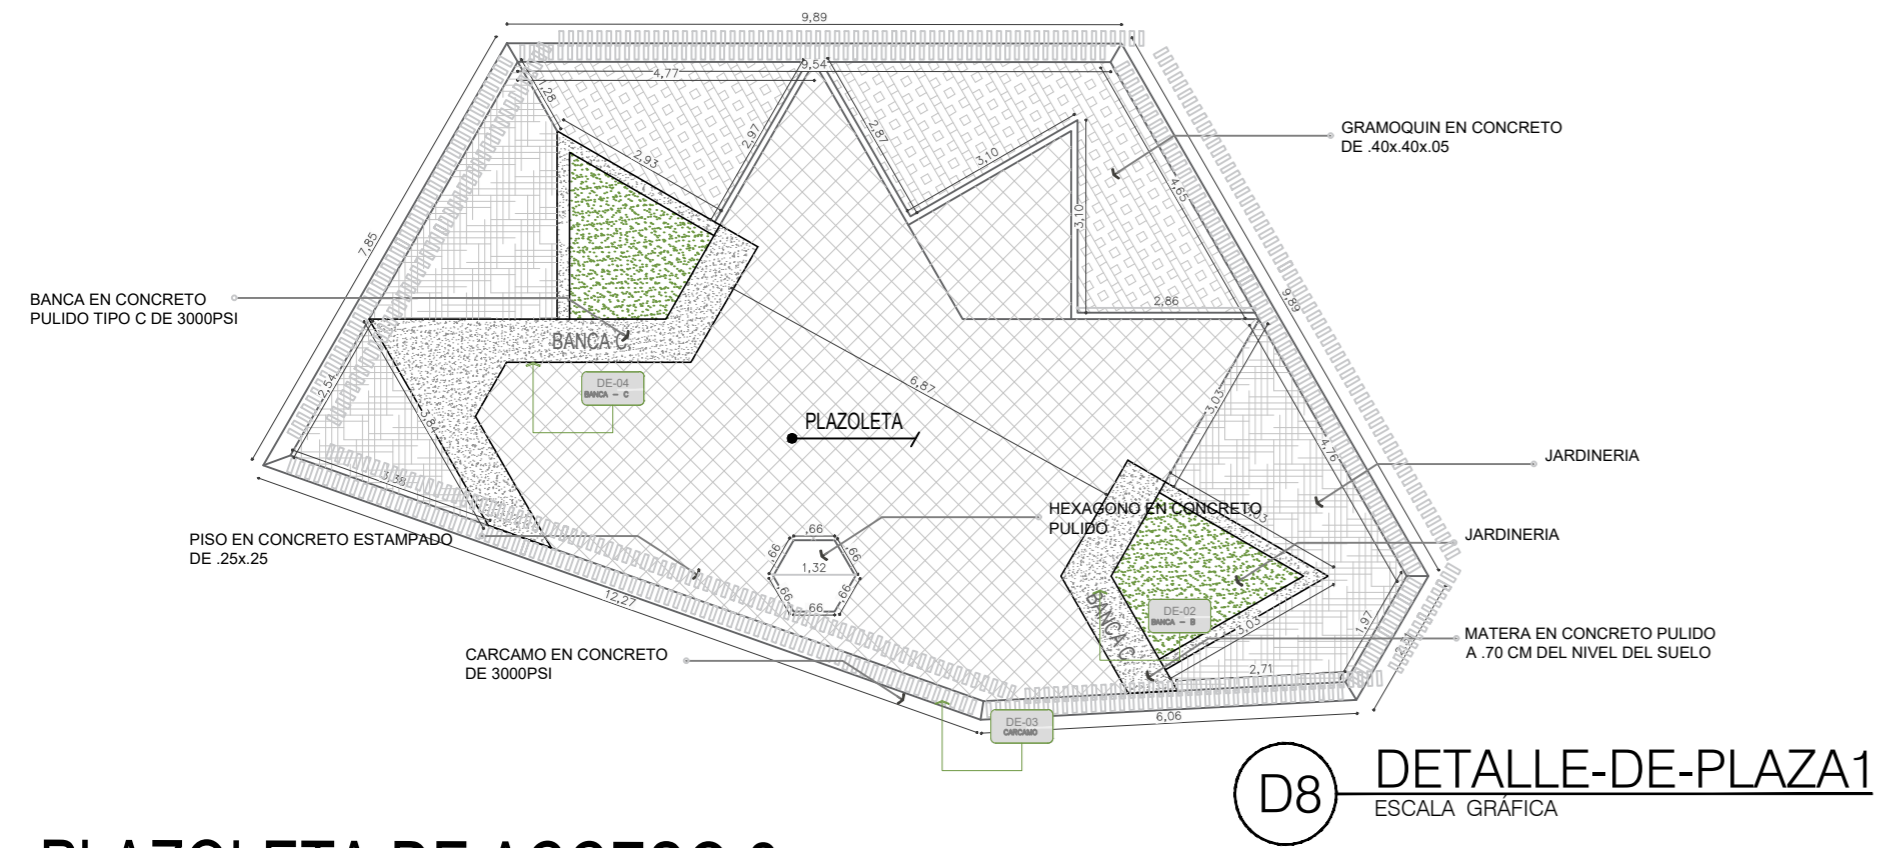 9,89
9,54
4,77
1,28
2,97
2,93
2,87
3,10
GRAMOQUIN EN CONCRETO
DE .40x.40x.05
4,65
3,10
7,85
2,86
9,89
BANCA EN CONCRETO
PULIDO TIPO C DE 3000PSI
BANCA C.
DE-04
BANCA - C
2,54
3,84
6,87
3,03
PLAZOLETA
4,76
JARDINERIA
3,38
HEXAGONO EN CONCRETO
PULIDO
3,03
PISO EN CONCRETO ESTAMPADO
DE .25x.25
JARDINERIA
,66
,66
,66
1,32
,66
,66
,66
12,27
BANCA C
DE-02
BANCA - B
3,03
1,97
MATERA EN CONCRETO PULIDO
A .70 CM DEL NIVEL DEL SUELO
CARCAMO EN CONCRETO
DE 3000PSI
2,71
6,06
DE-03
CARCAMO
D8
DETALLE-DE-PLAZA1
ESCALA GRÁFICA
PLAZOLETA DE ACCESO